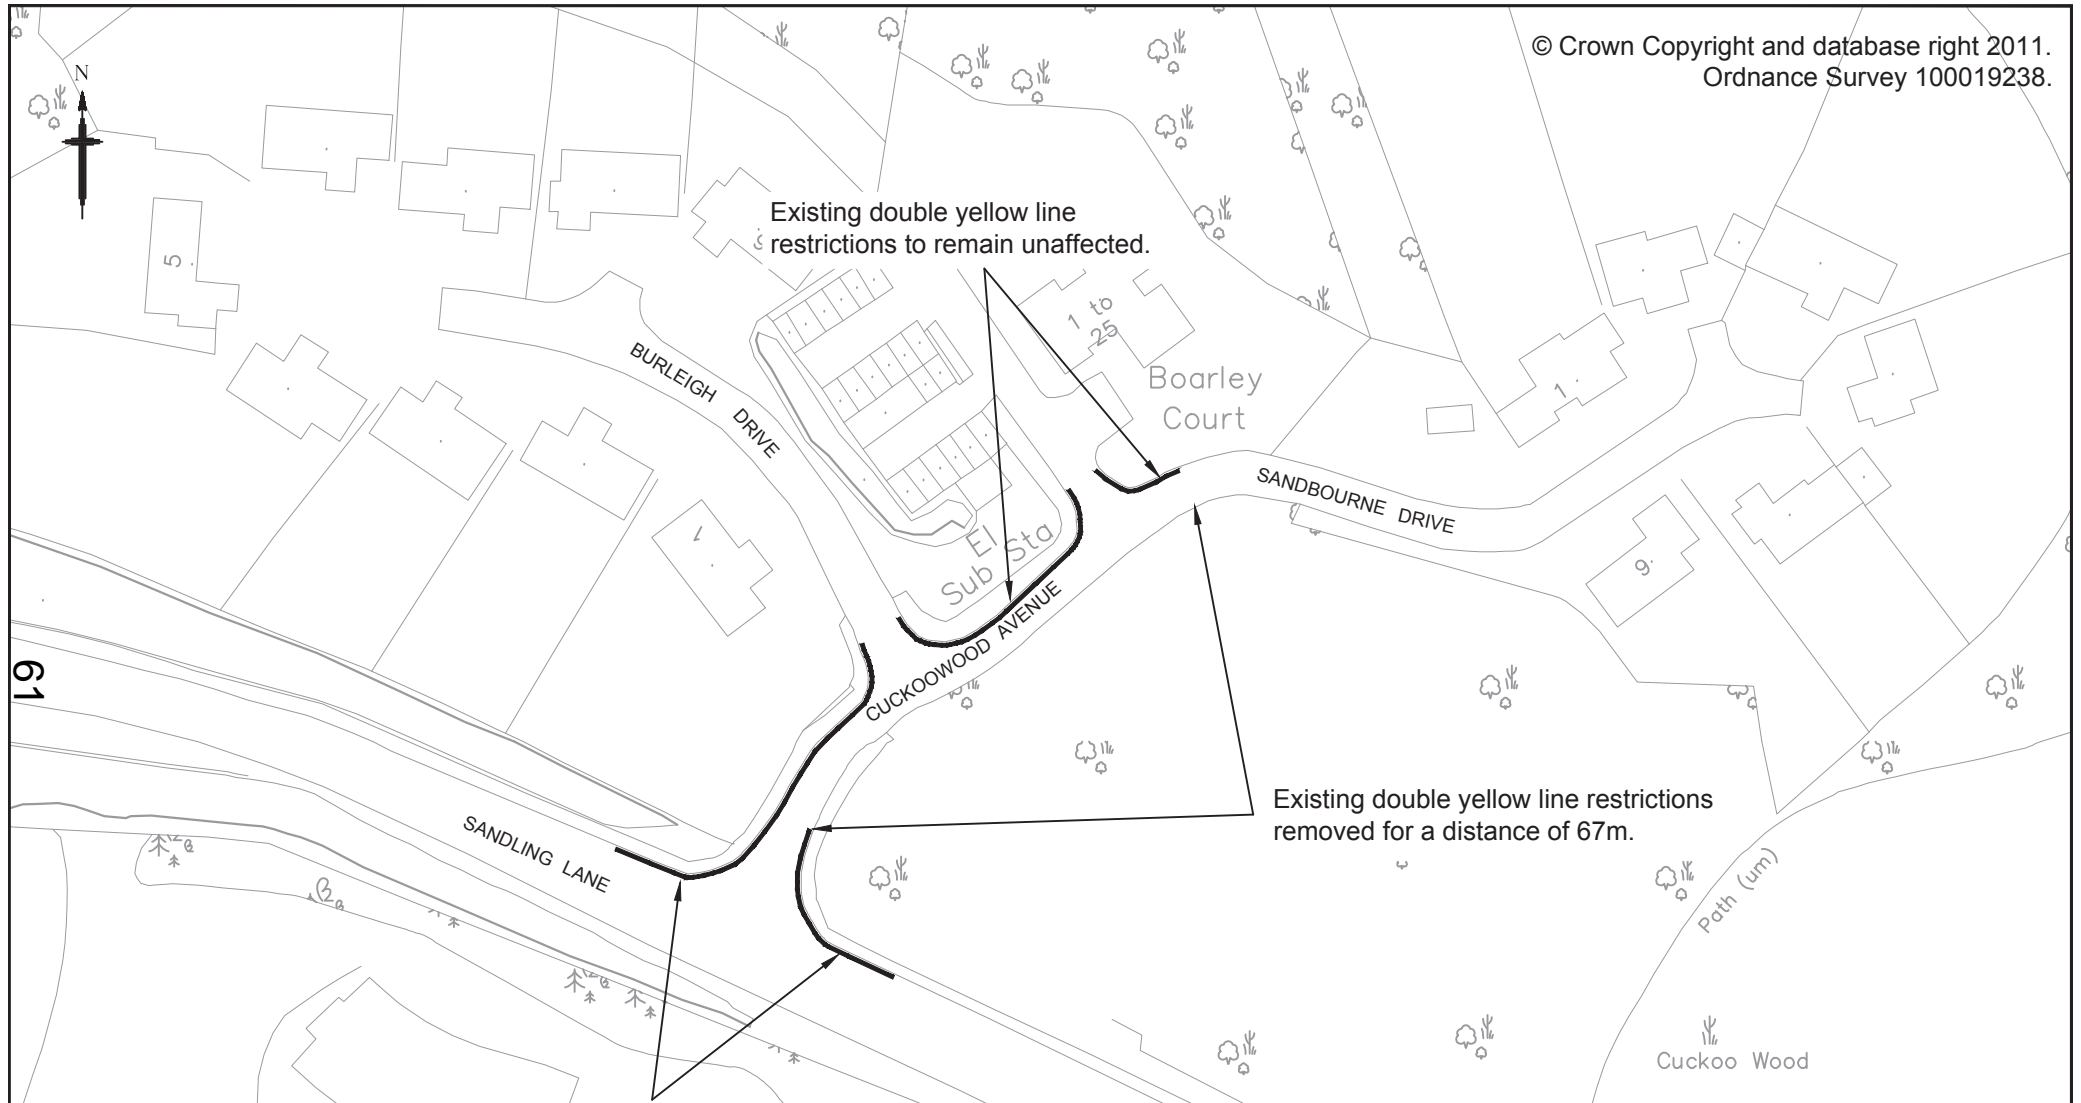 © Crown Copyright and database right 2011.
Ordnance Survey 100019238.
N
Existing double yellow line
restrictions to remain unaffected.
5
1 to
25
BURLEIGH DRIVE
Boarley
Court
1
SANDBOURNE DRIVE
El
Sub Sta
1
9
CUCKOOWOOD AVENUE
61
Existing double yellow line restrictions
removed for a distance of 67m.
SANDLING LANE
Path (um)
Cuckoo Wood